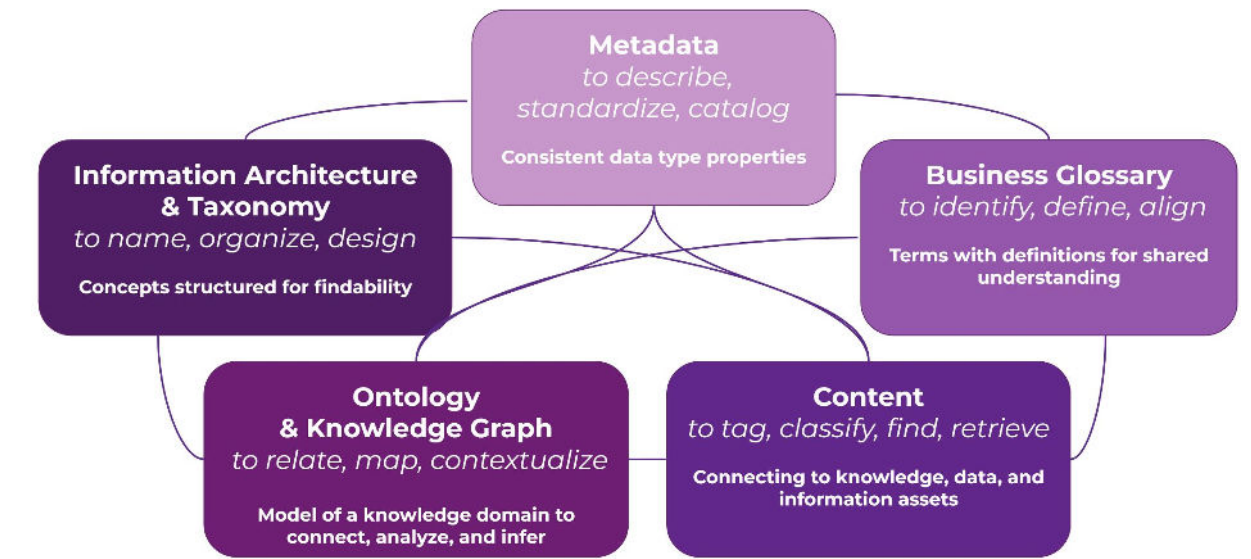 Metadata
to describe,
standardize, catalog
Consistent data type properties
Information Architecture
& Taxonomy
to name, organize, design
Concepts structured for findability
Business Glossary
to identify, define, align
Terms with definitions for shared
understanding
Ontology
& Knowledge Graph
to relate, map, contextualize
Model of a knowledge domain to
connect, analyze, and infer
Content
to tag, classify, find, retrieve
Connecting to knowledge, data, and
information assets